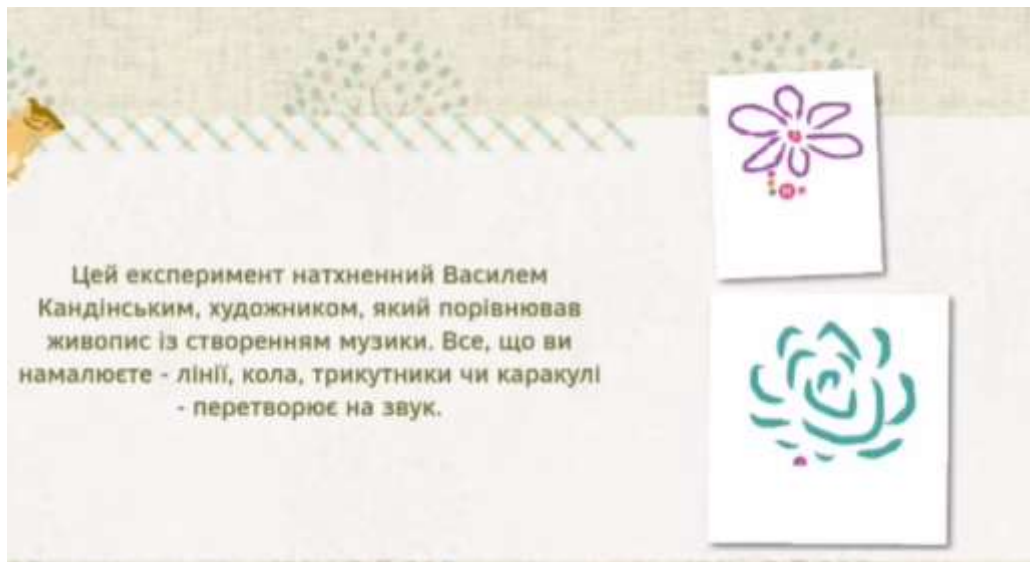 Цей експеримент натхненний Василем
Кандінським, художником, який порівнював
живопис із створенням музики. Все, що ви
намалюєте - лінії, кола, трикутники чи каракулі
- перетворює на звук.